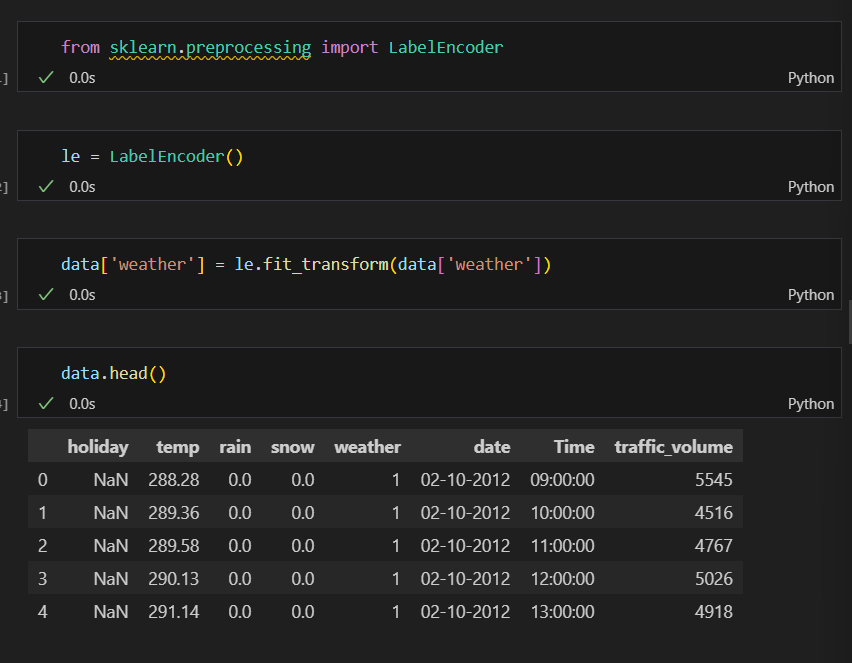 from sklearn.preprocessing import LabelEncoder
] 0.0s Python
le = LabelEncoder()
2] 0.0s Python
data['weather'] = le.fit_transform(data['weather'])
3] 0.0s Python
data.head()
4] 0.0s Python
holiday temp rain snow weather date Time traffic_volume
0 NaN 288.28 0.0 0.0 1 02-10-2012 09:00:00 5545
1 NaN 289.36 0.0 0.0 1 02-10-2012 10:00:00 4516
2 NaN 289.58 0.0 0.0 1 02-10-2012 11:00:00 4767
3 NaN 290.13 0.0 0.0 1 02-10-2012 12:00:00 5026
4 NaN 291.14 0.0 0.0 1 02-10-2012 13:00:00 4918